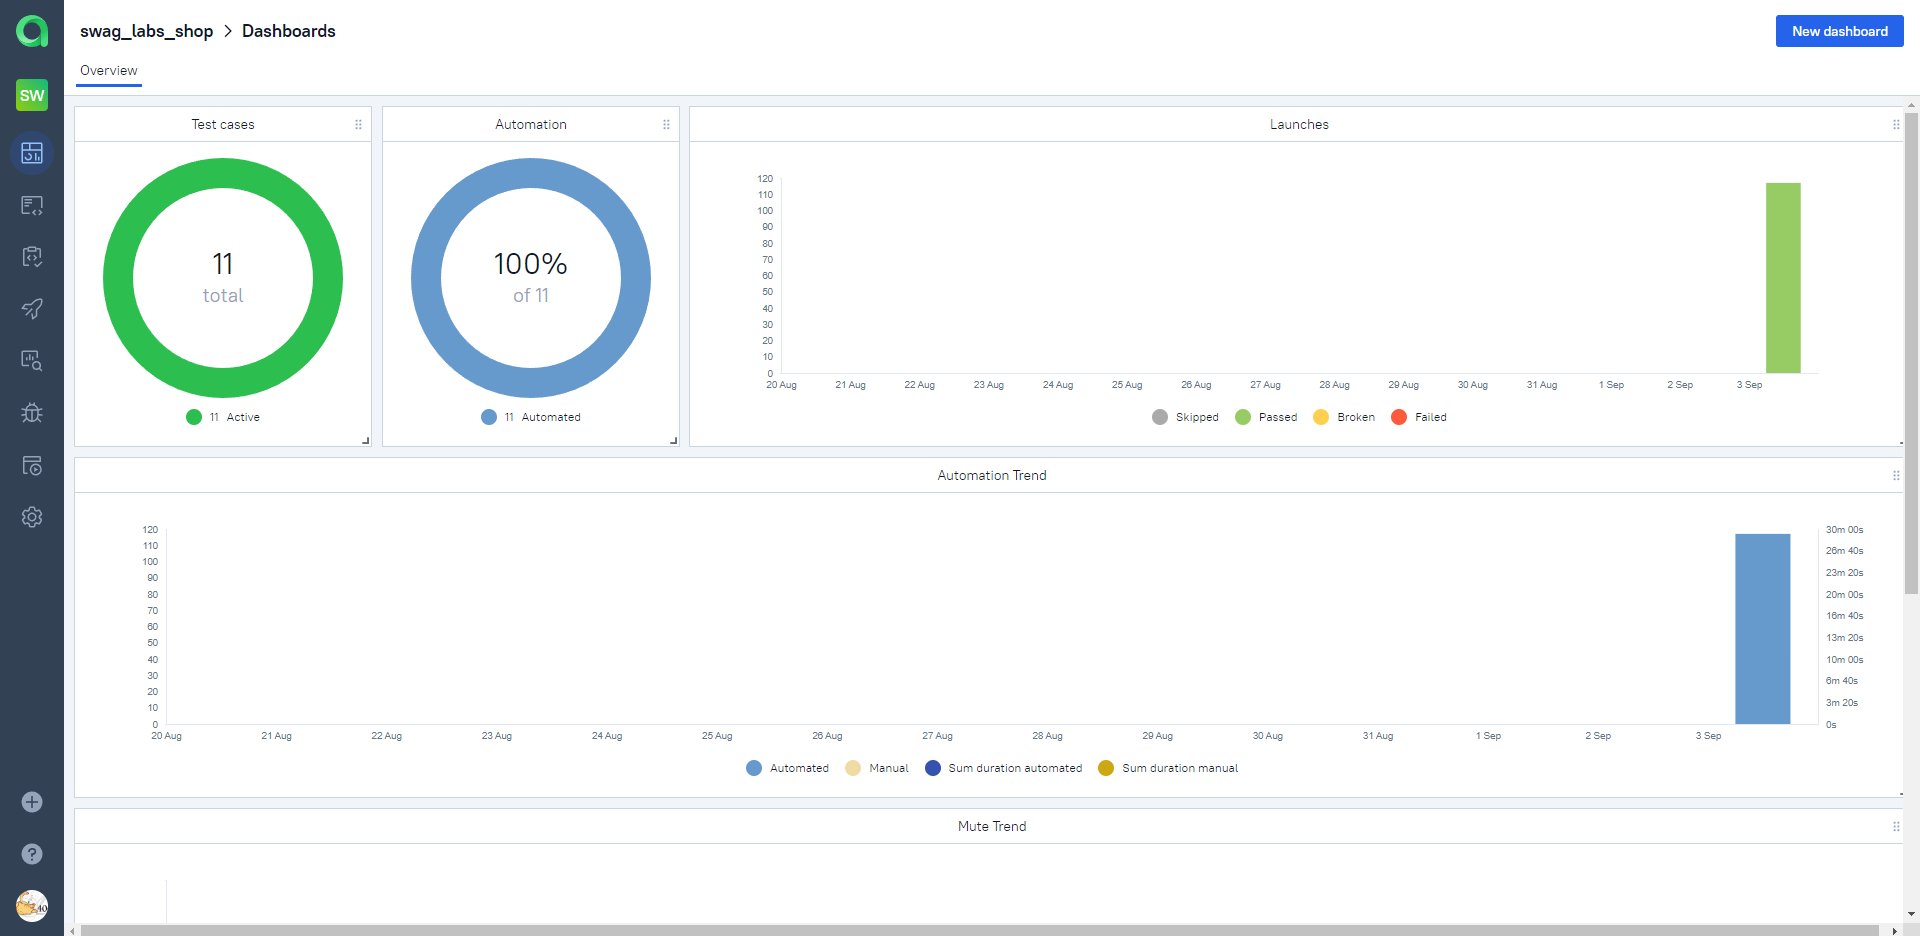 swag_labs_shop > Dashboards
New dashboard
Overview
SW
Test cases
11
total
11 Active
Automation
100%
of 11
11 Automated
Launches
120
110
100
90
80
70
60
50
40
30
20
10
0
20 Aug 21 Aug 22 Aug 23 Aug 24 Aug 25 Aug 26 Aug 27 Aug 28 Aug 29 Aug 30 Aug 31 Aug 1 Sep 2 Sep 3 Sep
Skipped Passed Broken Failed
Automation Trend
120 30m 00s
110 26m 40s
100
90 23m 20s
80 20m 00s
70 16m 40s
60
50 13m 20s
40 10m 00s
30 6m 40s
20
10 3m 20s
0 0s
20 Aug 21 Aug 22 Aug 23 Aug 24 Aug 25 Aug 26 Aug 27 Aug 28 Aug 29 Aug 30 Aug 31 Aug 1 Sep 2 Sep 3 Sep
Automated Manual Sum duration automated Sum duration manual
Mute Trend